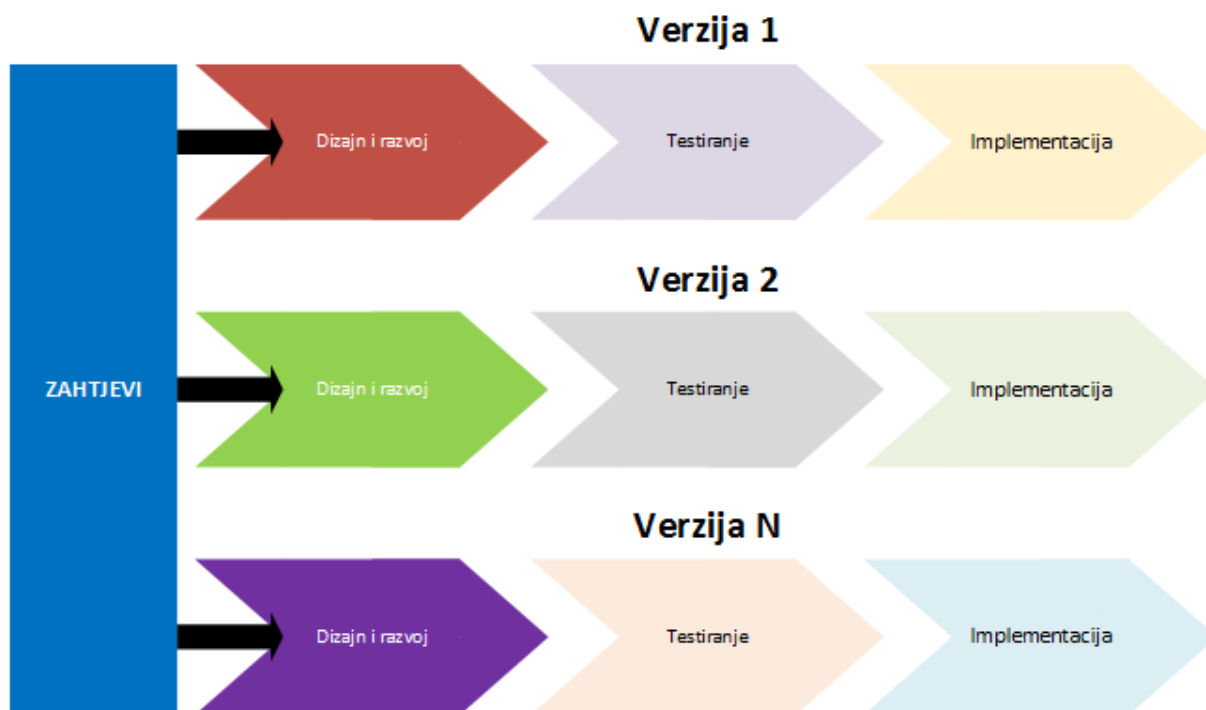 Verzija 1
Dizajn i razvoj
Testiranje
Implementacija
Verzija 2
ZAHTJEVI
Dizajn i razvoj
Testiranje
Implementacija
Verzija N
Dizajn i razvoj
Testiranje
Implementacija